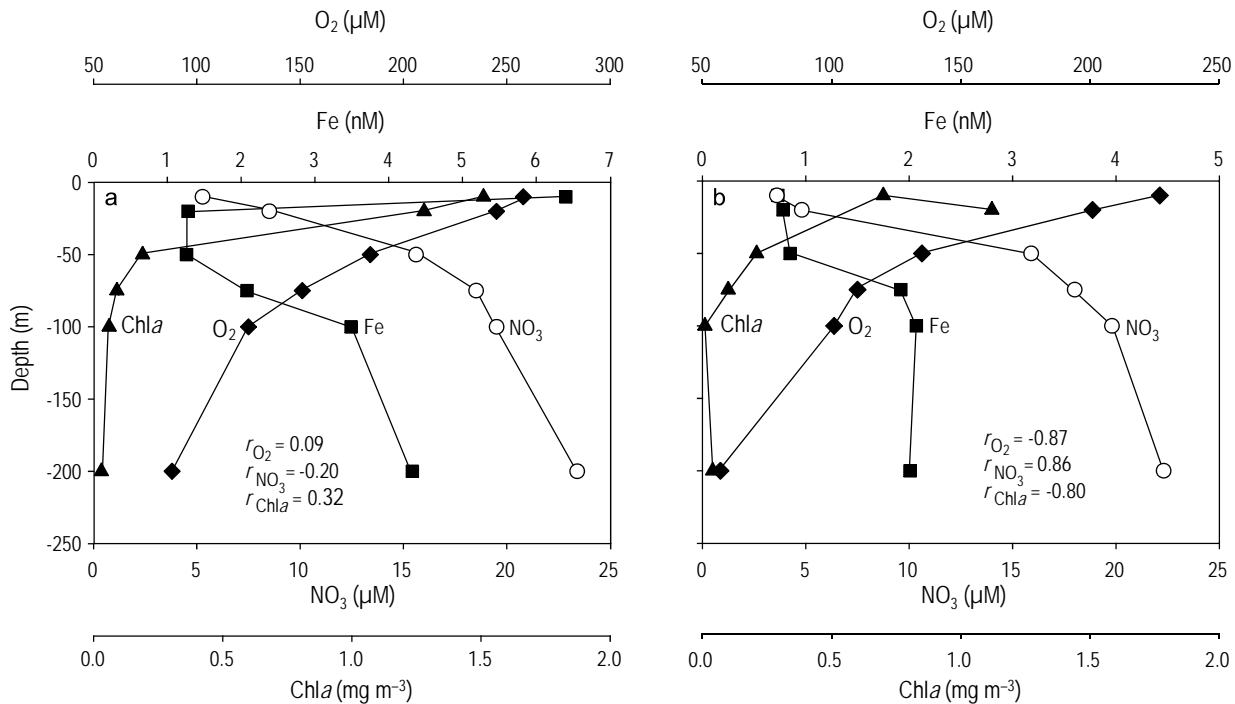 O₂ (µM)
50 100 150 200 250 300
Fe (nM)
0 1 2 3 4 5 6 7
a
0
-50
-100
-150
-200
-250
Depth (m)
Chla
O₂
Fe
NO₃
rO₂ = 0.09
rNO₃ = -0.20
rChla = 0.32
0 5 10 15 20 25
NO₃ (µM)
0.0 0.5 1.0 1.5 2.0
Chla (mg m⁻³)
O₂ (µM)
50 100 150 200 250
Fe (nM)
0 1 2 3 4 5
b
Chla
O₂
Fe
NO₃
rO₂ = -0.87
rNO₃ = 0.86
rChla = -0.80
0 5 10 15 20 25
NO₃ (µM)
0.0 0.5 1.0 1.5 2.0
Chla (mg m⁻³)